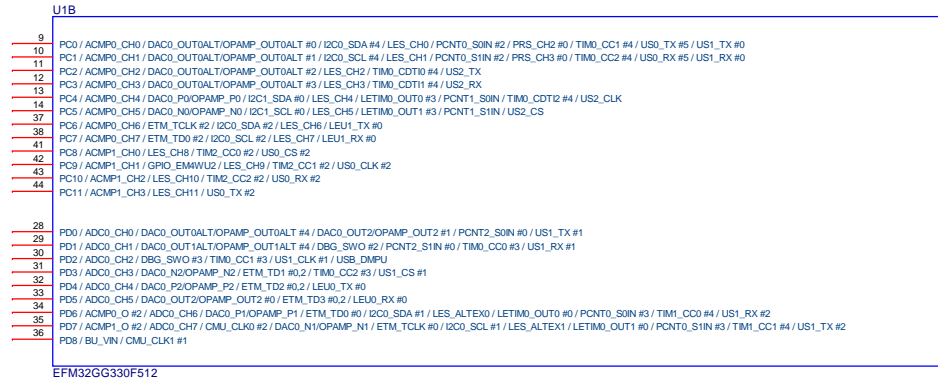 U1B
9 PC0 / ACMP0_CH0 / DAC0_OUT0ALT/OPAMP_OUT0ALT #0 / I2C0_SDA #4 / LES_CH0 / PCNT0_S0IN #2 / PRS_CH2 #0 / TIM0_CC1 #4 / US0_TX #5 / US1_TX #0
10 PC1 / ACMP0_CH1 / DAC0_OUT0ALT/OPAMP_OUT0ALT #1 / I2C0_SCL #4 / LES_CH1 / PCNT0_S1IN #2 / PRS_CH3 #0 / TIM0_CC2 #4 / US0_RX #5 / US1_RX #0
11 PC2 / ACMP0_CH2 / DAC0_OUT0ALT/OPAMP_OUT0ALT #2 / LES_CH2 / TIM0_CDTI0 #4 / US2_TX
12 PC3 / ACMP0_CH3 / DAC0_OUT0ALT/OPAMP_OUT0ALT #3 / LES_CH3 / TIM0_CDTI1 #4 / US2_RX
13 PC4 / ACMP0_CH4 / DAC0_P0/OPAMP_P0 / I2C1_SDA #0 / LES_CH4 / LETIM0_OUT0 #3 / PCNT1_S0IN / TIM0_CDTI2 #4 / US2_CLK
14 PC5 / ACMP0_CH5 / DAC0_N0/OPAMP_N0 / I2C1_SCL #0 / LES_CH5 / LETIM0_OUT1 #3 / PCNT1_S1IN / US2_CS
37 PC6 / ACMP0_CH6 / ETM_TCLK #2 / I2C0_SDA #2 / LES_CH6 / LEU1_TX #0
38 PC7 / ACMP0_CH7 / ETM_TD0 #2 / I2C0_SCL #2 / LES_CH7 / LEU1_RX #0
41 PC8 / ACMP1_CH0 / LES_CH8 / TIM2_CC0 #2 / US0_CS #2
42 PC9 / ACMP1_CH1 / GPIO_EM4WU2 / LES_CH9 / TIM2_CC1 #2 / US0_CLK #2
43 PC10 / ACMP1_CH2 / LES_CH10 / TIM2_CC2 #2 / US0_RX #2
44 PC11 / ACMP1_CH3 / LES_CH11 / US0_TX #2
28 PD0 / ADC0_CH0 / DAC0_OUT0ALT/OPAMP_OUT0ALT #4 / DAC0_OUT2/OPAMP_OUT2 #1 / PCNT2_S0IN #0 / US1_TX #1
29 PD1 / ADC0_CH1 / DAC0_OUT1ALT/OPAMP_OUT1ALT #4 / DBG_SWO #2 / PCNT2_S1IN #0 / TIM0_CC0 #3 / US1_RX #1
30 PD2 / ADC0_CH2 / DBG_SWO #3 / TIM0_CC1 #3 / US1_CLK #1 / USB_DMPU
31 PD3 / ADC0_CH3 / DAC0_N2/OPAMP_N2 / ETM_TD1 #0,2 / TIM0_CC2 #3 / US1_CS #1
32 PD4 / ADC0_CH4 / DAC0_P2/OPAMP_P2 / ETM_TD2 #0,2 / LEU0_TX #0
33 PD5 / ADC0_CH5 / DAC0_OUT2/OPAMP_OUT2 #0 / ETM_TD3 #0,2 / LEU0_RX #0
34 PD6 / ACMP0_O #2 / ADC0_CH6 / DAC0_P1/OPAMP_P1 / ETM_TD0 #0 / I2C0_SDA #1 / LES_ALTEX0 / LETIM0_OUT0 #0 / PCNT0_S0IN #3 / TIM1_CC0 #4 / US1_RX #2
35 PD7 / ACMP1_O #2 / ADC0_CH7 / CMU_CLK0 #2 / DAC0_N1/OPAMP_N1 / ETM_TCLK #0 / I2C0_SCL #1 / LES_ALTEX1 / LETIM0_OUT1 #0 / PCNT0_S1IN #3 / TIM1_CC1 #4 / US1_TX #2
36 PD8 / BU_VIN / CMU_CLK1 #1
EFM32GG330F512